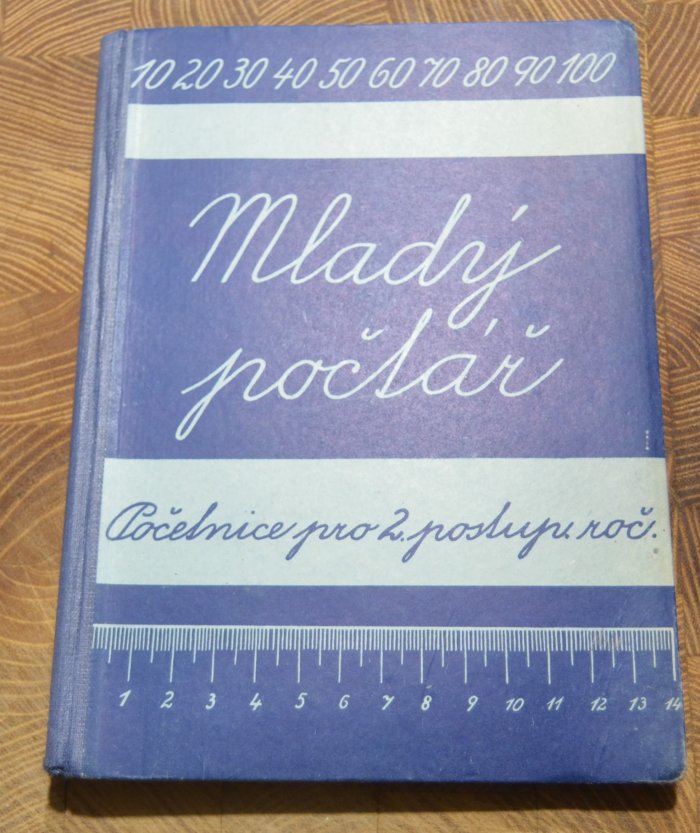 10 20 30 40 50 60 70 80 90 100
Mladý
počtář
Početnice pro 2. postup. roč.
1 2 3 4 5 6 7 8 9 10 11 12 13 14